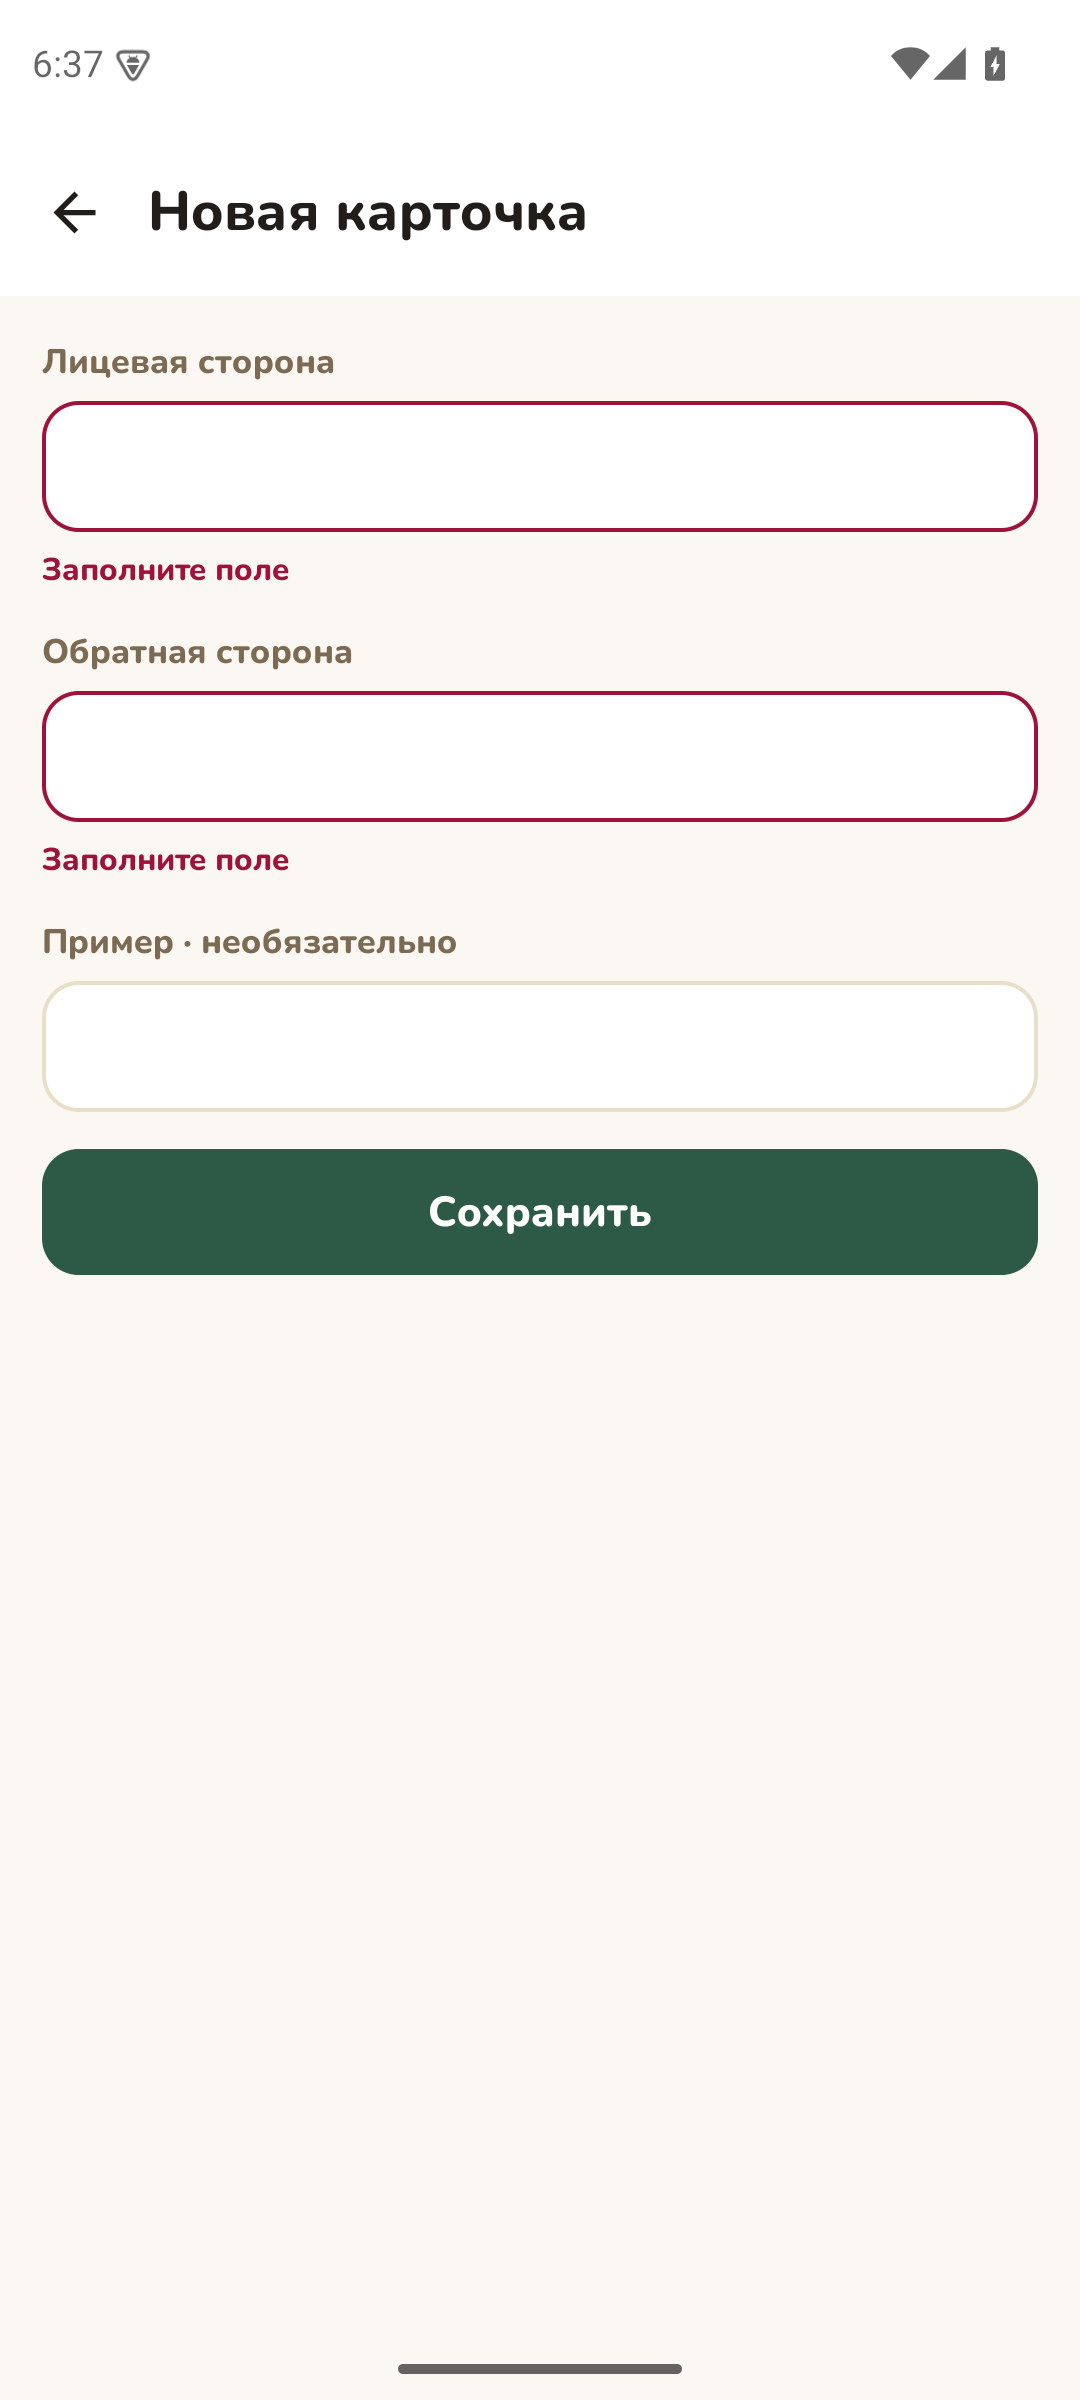 6:37
Новая карточка
Лицевая сторона
Заполните поле
Обратная сторона
Заполните поле
Пример · необязательно
Сохранить